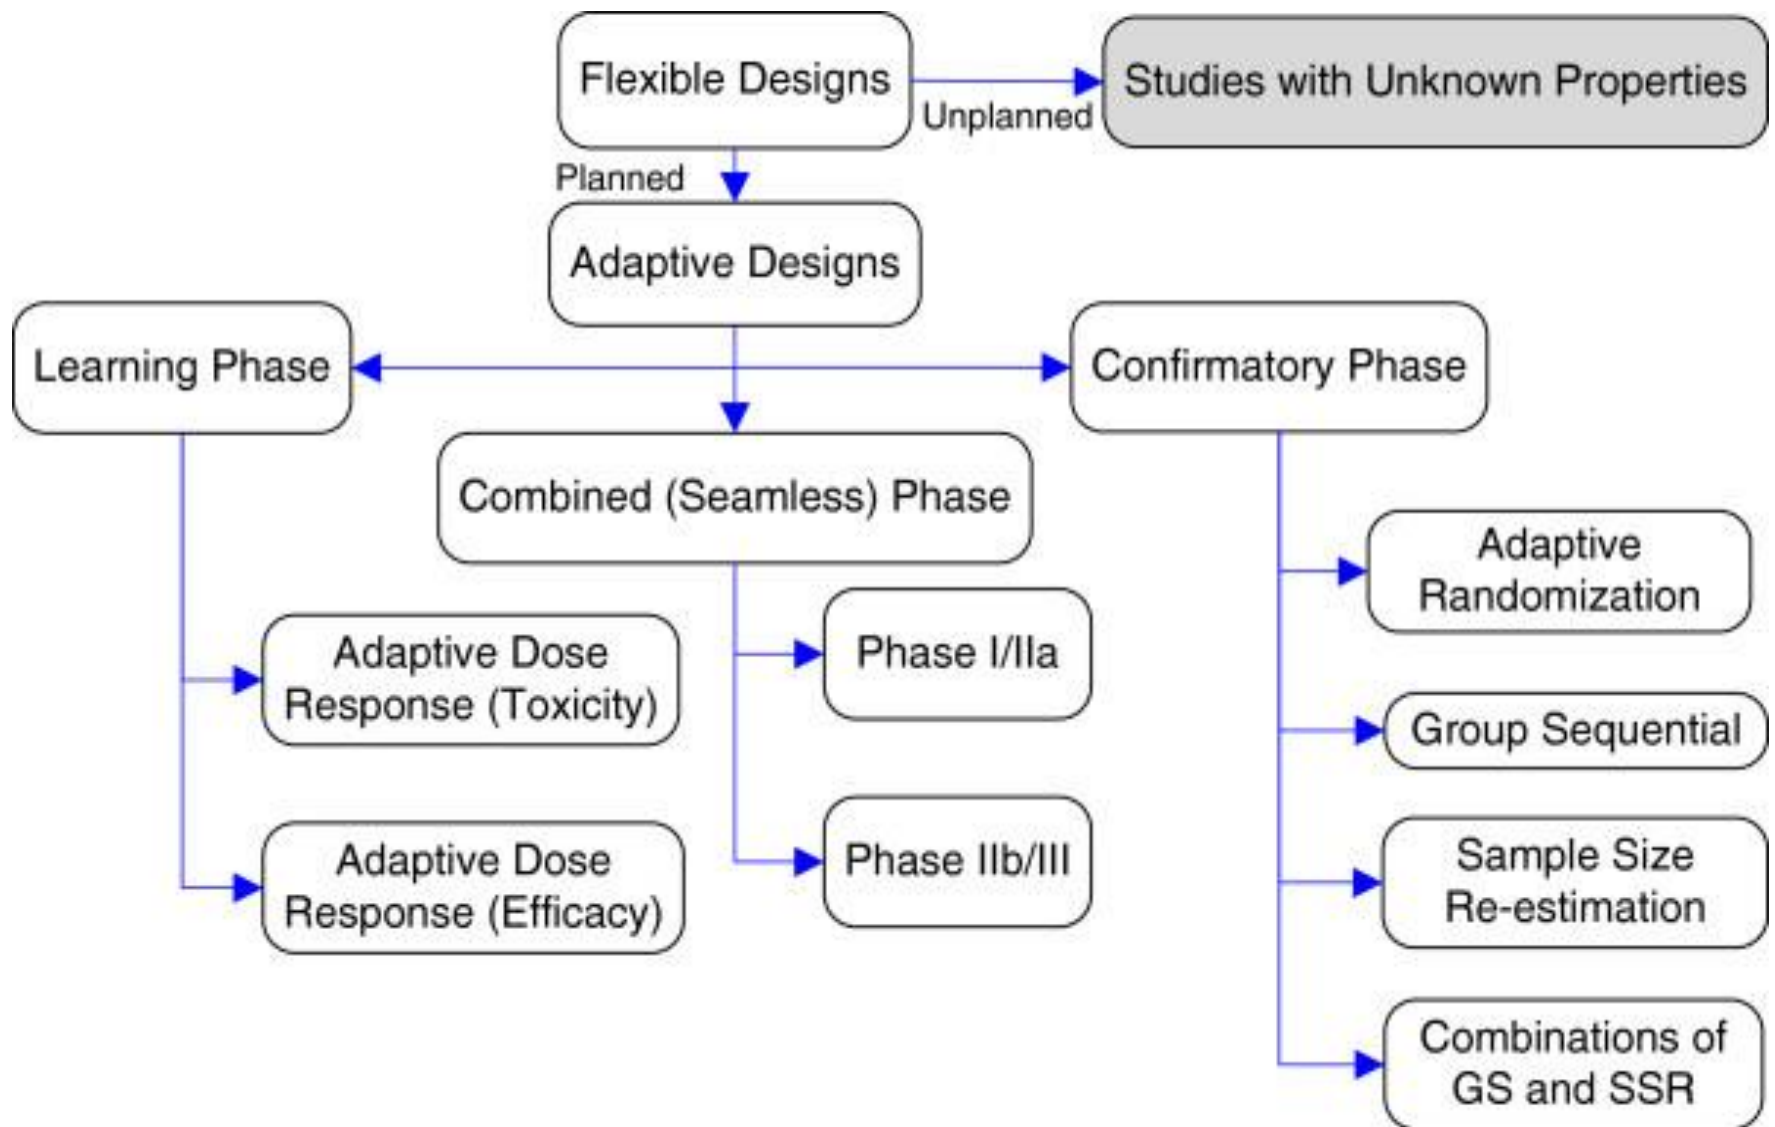 Flexible Designs
Studies with Unknown Properties
Unplanned
Planned
Adaptive Designs
Learning Phase
Confirmatory Phase
Combined (Seamless) Phase
Adaptive Dose
Response (Toxicity)
Adaptive Dose
Response (Efficacy)
Phase I/IIa
Phase IIb/III
Adaptive
Randomization
Group Sequential
Sample Size
Re-estimation
Combinations of
GS and SSR